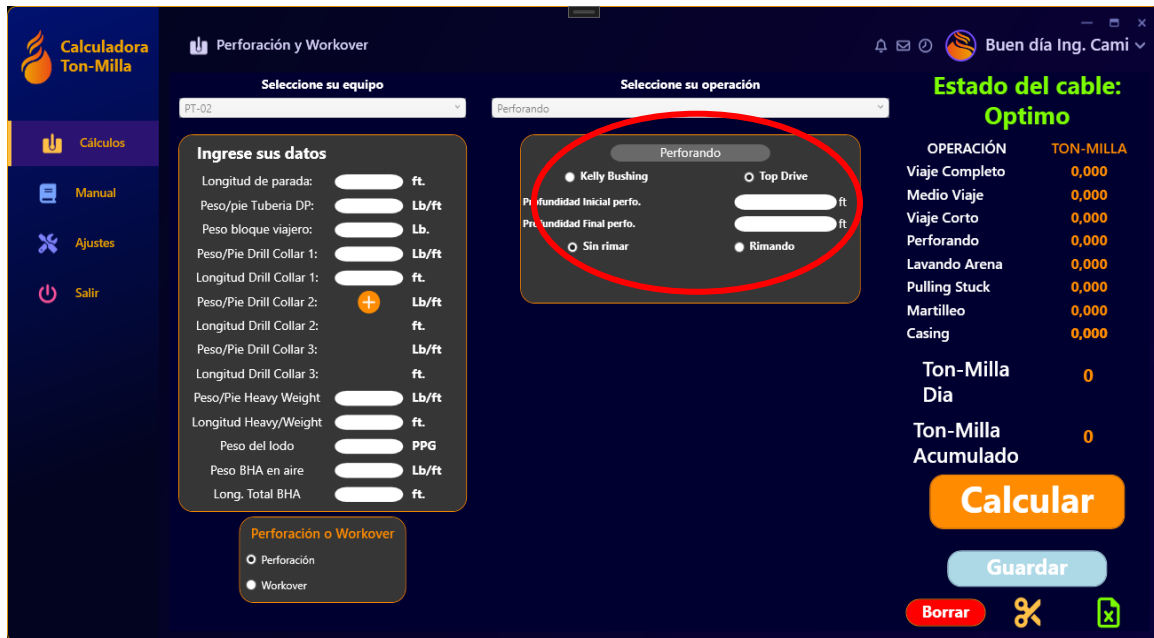 Calculadora
Ton-Milla
Cálculos
Manual
Ajustes
Salir
Perforación y Workover
Buen día Ing. Cami
Seleccione su equipo
PT-02
Ingrese sus datos
Longitud de parada: ft.
Peso/pie Tuberia DP: Lb/ft
Peso bloque viajero: Lb.
Peso/Pie Drill Collar 1: Lb/ft
Longitud Drill Collar 1: ft.
Peso/Pie Drill Collar 2: Lb/ft
Longitud Drill Collar 2: ft.
Peso/Pie Drill Collar 3: Lb/ft
Longitud Drill Collar 3: ft.
Peso/Pie Heavy Weight Lb/ft
Longitud Heavy/Weight ft.
Peso del lodo PPG
Peso BHA en aire Lb/ft
Long. Total BHA ft.
Perforación o Workover
Perforación
Workover
Seleccione su operación
Perforando
Perforando
Kelly Bushing Top Drive
Profundidad Inicial perfo. ft
Profundidad Final perfo. ft
Sin rimar Rimando
Estado del cable:
Optimo
OPERACIÓN TON-MILLA
Viaje Completo 0,000
Medio Viaje 0,000
Viaje Corto 0,000
Perforando 0,000
Lavando Arena 0,000
Pulling Stuck 0,000
Martilleo 0,000
Casing 0,000
Ton-Milla
Dia 0
Ton-Milla
Acumulado 0
Calcular
Guardar
Borrar